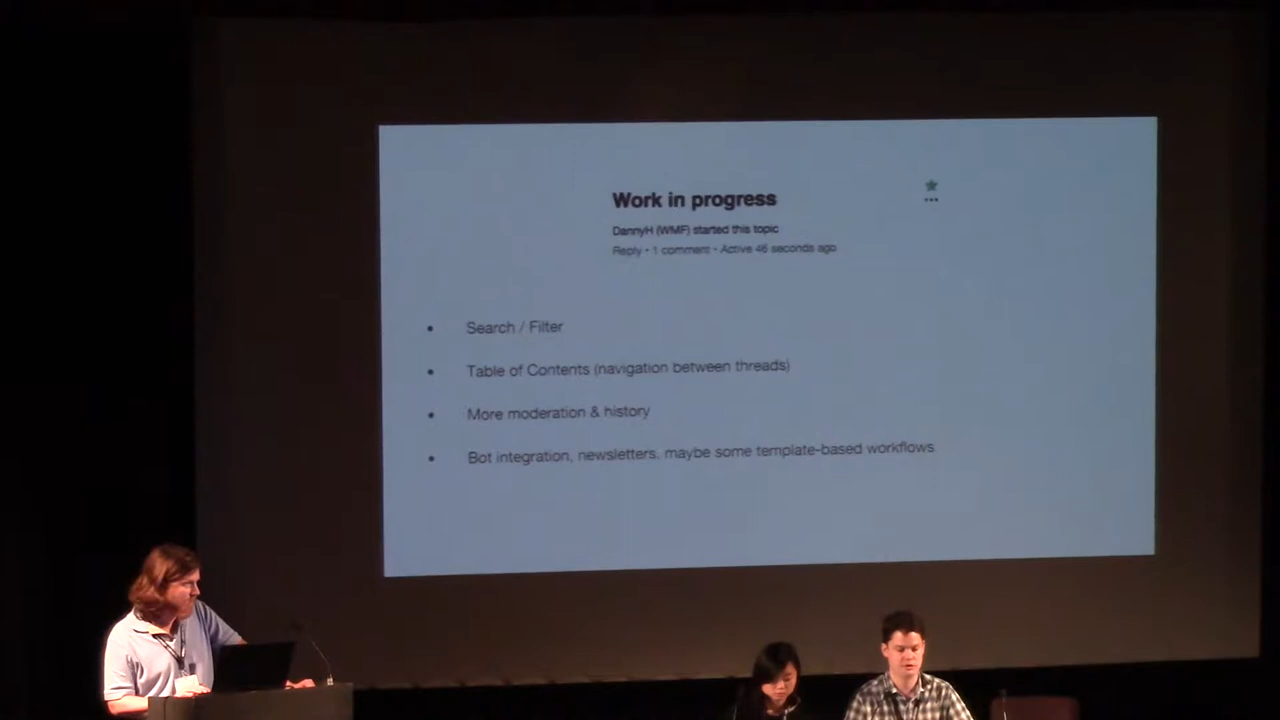 Work in progress
DannyH (WMF) started this topic
Reply • 1 comment • Active 46 seconds ago
• Search / Filter
• Table of Contents (navigation between threads)
• More moderation & history
• Bot integration, newsletters, maybe some template-based workflows